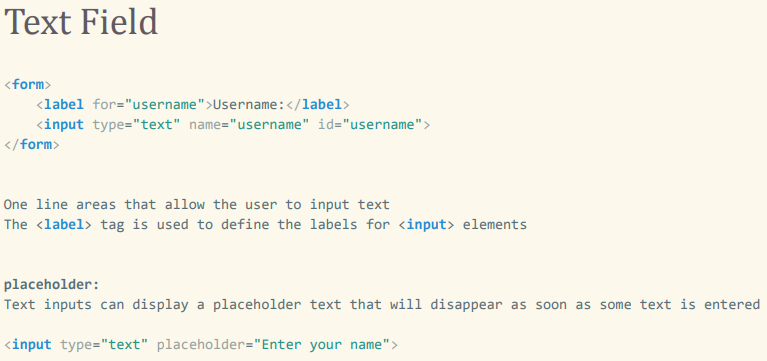 Text Field
<form>
<label for="username">Username:</label>
<input type="text" name="username" id="username">
</form>
One line areas that allow the user to input text
The <label> tag is used to define the labels for <input> elements
placeholder:
Text inputs can display a placeholder text that will disappear as soon as some text is entered
<input type="text" placeholder="Enter your name">